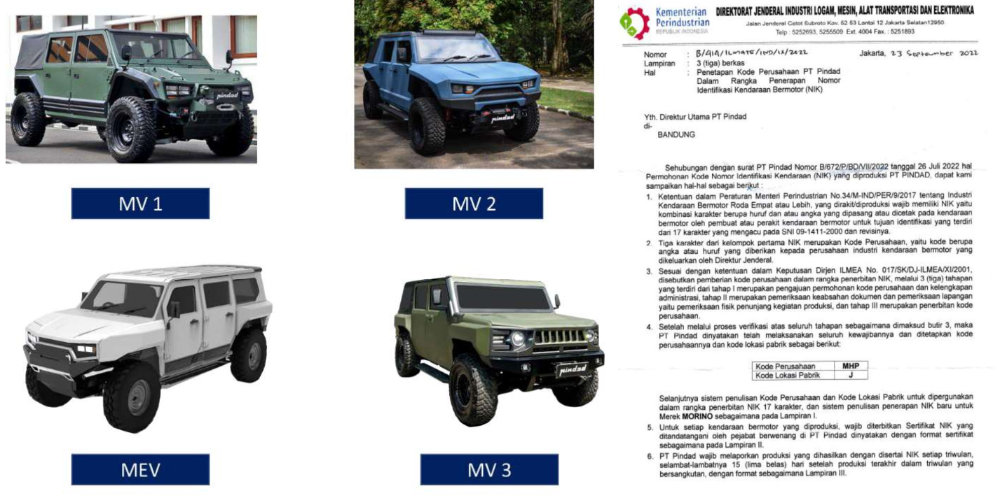 pindad
MV 1
pindad
MV 2
MEV
pindad
MV 3
Kementerian
Perindustrian
REPUBLIK INDONESIA
DIREKTORAT JENDERAL INDUSTRI LOGAM, MESIN, ALAT TRANSPORTASI DAN ELEKTRONIKA
Jalan Jenderal Gatot Subroto Kav. 52-53 Lantai 12 Jakarta Selatan12950
Telp : 5252693, 5255509 Ext. 4004 Fax. : 5251893
Nomor : B/414/ILMATE/IND/IX/2022 Jakarta, 23 September 2022
Lampiran : 3 (tiga) berkas
Hal : Penetapan Kode Perusahaan PT Pindad
Dalam Rangka Penerapan Nomor
Identifikasi Kendaraan Bermotor (NIK)
Yth. Direktur Utama PT Pindad
di-
BANDUNG
Sehubungan dengan surat PT Pindad Nomor B/672/P/BD/VII/2022 tanggal 26 Juli 2022 hal
Permohonan Kode Nomor Identifikasi Kendaraan (NIK) yang diproduksi PT PINDAD, dapat kami
sampaikan hal-hal sebagai berikut :
1. Ketentuan dalam Peraturan Menteri Perindustrian No.34/M-IND/PER/9/2017 tentang Industri
Kendaraan Bermotor Roda Empat atau Lebih, yang dirakit/diproduksi wajib memiliki NIK yaitu
kombinasi karakter berupa huruf dan atau angka yang dipasang atau dicetak pada kendaraan
bermotor oleh pembuat atau perakit kendaraan bermotor untuk tujuan identifikasi yang terdiri
dari 17 karakter yang mengacu pada SNI 09-1411-2000 dan revisinya.
2. Tiga karakter dari kelompok pertama NIK merupakan Kode Perusahaan, yaitu kode berupa
angka atau huruf yang diberikan kepada perusahaan industri kendaraan bermotor yang
dikeluarkan oleh Direktur Jenderal.
3. Sesuai dengan ketentuan dalam Keputusan Dirjen ILMEA No. 017/SK/DJ-ILMEA/XI/2001,
disebutkan pemberian kode perusahaan dalam rangka penerbitan NIK, melalui 3 (tiga) tahapan
yang terdiri dari tahap I merupakan pengajuan permohonan kode perusahaan dan kelengkapan
administrasi, tahap II merupakan pemeriksaan keabsahan dokumen dan pemeriksaan lapangan
yaitu pemeriksaan fisik penunjang kegiatan produksi, dan tahap III merupakan penerbitan kode
perusahaan.
4. Setelah melalui proses verifikasi atas seluruh tahapan sebagaimana dimaksud butir 3, maka
PT Pindad dinyatakan telah melaksanakan seluruh kewajibannya dan ditetapkan kode
perusahaannya dan kode lokasi pabrik sebagai berikut:
Kode Perusahaan MHP
Kode Lokasi Pabrik J
Selanjutnya sistem penulisan Kode Perusahaan dan Kode Lokasi Pabrik untuk dipergunakan
dalam rangka penerbitan NIK 17 karakter, dan sistem penulisan penerapan NIK baru untuk
Merek MORINO sebagaimana pada Lampiran I.
5. Untuk setiap kendaraan bermotor yang diproduksi, wajib diterbitkan Sertifikat NIK yang
ditandatangani oleh pejabat berwenang di PT Pindad dinyatakan dengan format sertifikat
sebagaimana pada Lampiran II.
6. PT Pindad wajib melaporkan produksi yang dihasilkan dengan disertai NIK setiap triwulan,
selambat-lambatnya 15 (lima belas) hari setelah produksi terakhir dalam triwulan yang
bersangkutan, dengan format sebagaimana Lampiran III.